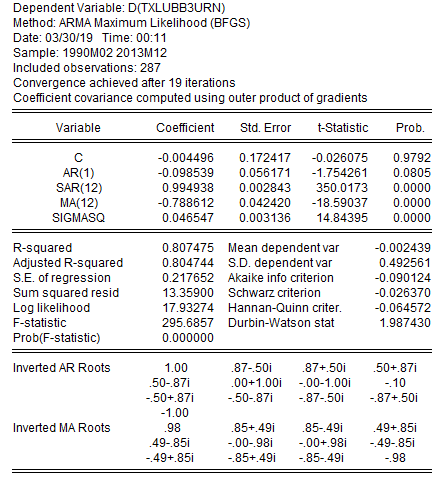 Dependent Variable: D(TXLUBB3URN)
Method: ARMA Maximum Likelihood (BFGS)
Date: 03/30/19 Time: 00:11
Sample: 1990M02 2013M12
Included observations: 287
Convergence achieved after 19 iterations
Coefficient covariance computed using outer product of gradients
Variable Coefficient Std. Error t-Statistic Prob.
C -0.004496 0.172417 -0.026075 0.9792
AR(1) -0.098539 0.056171 -1.754261 0.0805
SAR(12) 0.994938 0.002843 350.0173 0.0000
MA(12) -0.788612 0.042420 -18.59037 0.0000
SIGMASQ 0.046547 0.003136 14.84395 0.0000
R-squared 0.807475 Mean dependent var -0.002439
Adjusted R-squared 0.804744 S.D. dependent var 0.492561
S.E. of regression 0.217652 Akaike info criterion -0.090124
Sum squared resid 13.35900 Schwarz criterion -0.026370
Log likelihood 17.93274 Hannan-Quinn criter. -0.064572
F-statistic 295.6857 Durbin-Watson stat 1.987430
Prob(F-statistic) 0.000000
Inverted AR Roots 1.00 .87-.50i .87+.50i .50+.87i
.50-.87i .00+1.00i -.00-1.00i -.10
-.50+.87i -.50-.87i -.87-.50i -.87+.50i
-1.00
Inverted MA Roots .98 .85+.49i .85-.49i .49+.85i
.49-.85i -.00-.98i -.00+.98i -.49-.85i
-.49+.85i -.85+.49i -.85-.49i -.98